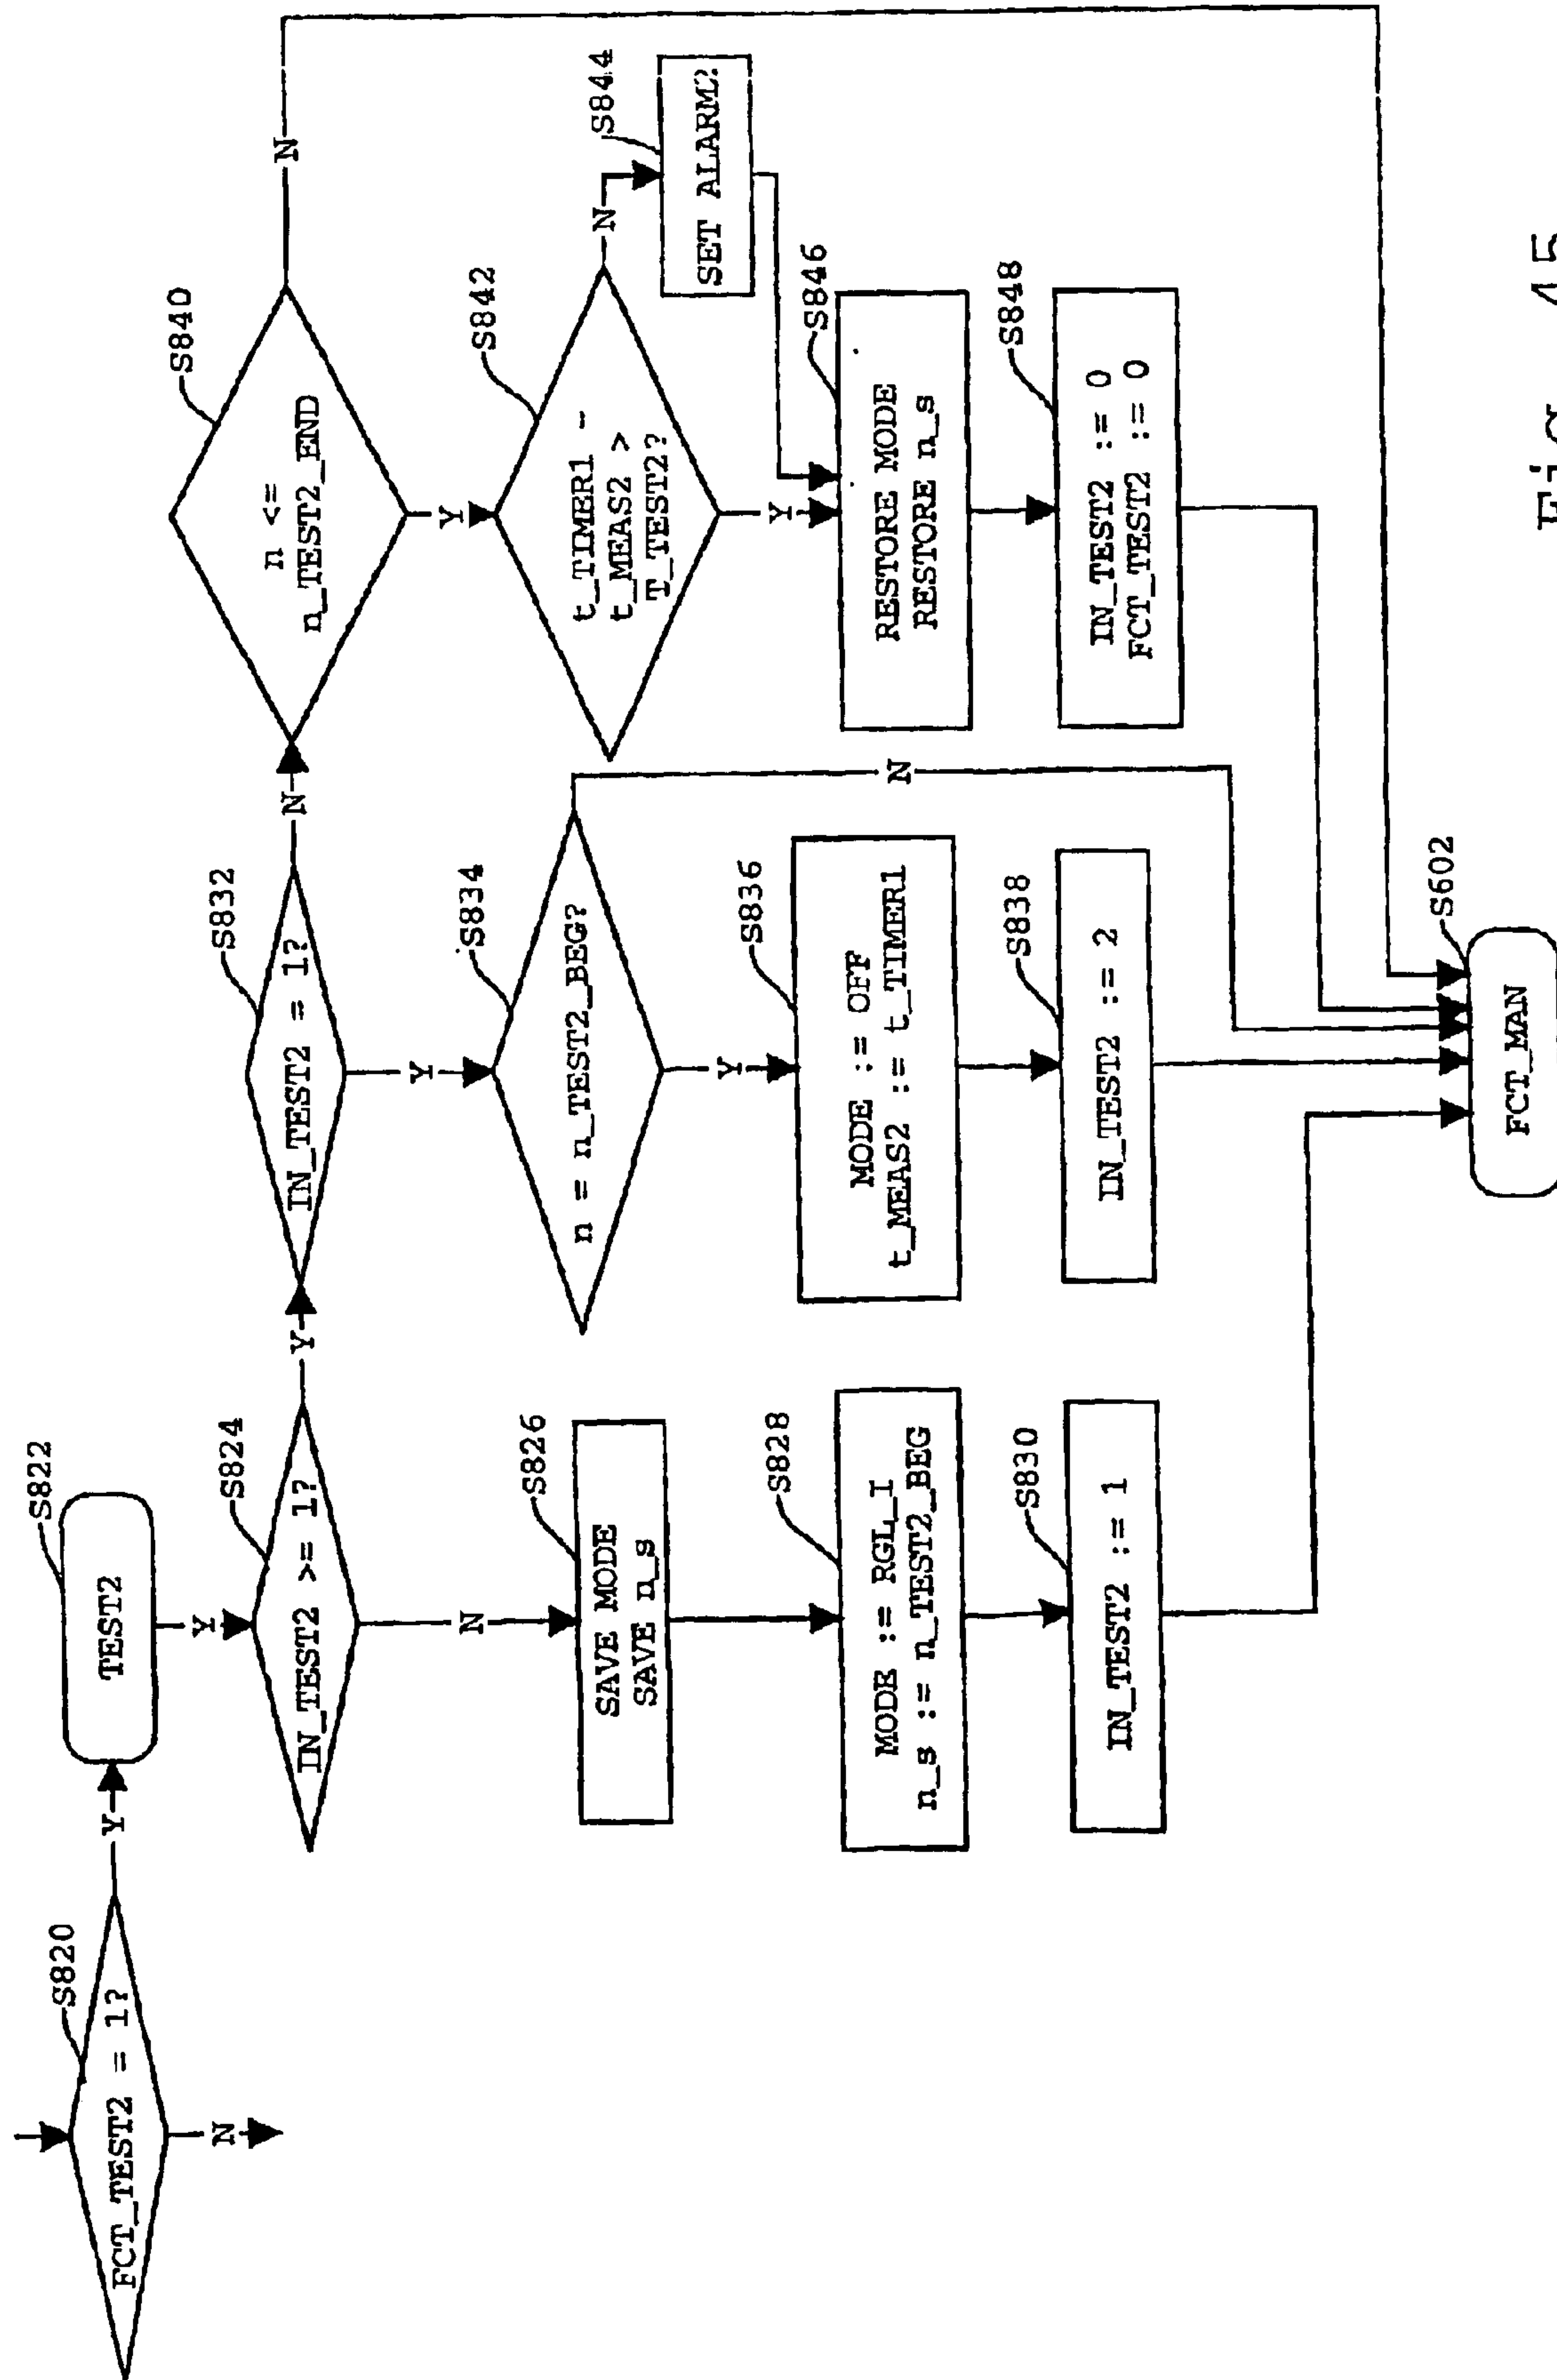 S820
FCT_TEST2 = 1?
N
Y
S822
TEST2
Y
S824
IN_TEST2 >= 1?
Y
N
S826
SAVE MODE
SAVE n_s
S828
MODE := RGL_I
n_s := n_TEST2_BEG
S830
IN_TEST2 := 1
S832
IN_TEST2 = 1?
N
Y
S834
n = n_TEST2_BEG?
N
Y
S836
MODE := OFF
t_MEAS2 := t_TIMER1
S838
IN_TEST2 := 2
S840
n <=
n_TEST2_END
N
Y
S842
t_TIMER1 -
t_MEAS2 >
T_TEST2?
N
Y
S844
SET ALARM2
S846
RESTORE MODE
RESTORE n_s
S848
IN_TEST2 := 0
FCT_TEST2 := 0
S602
FCT_MAN
Fig. 45